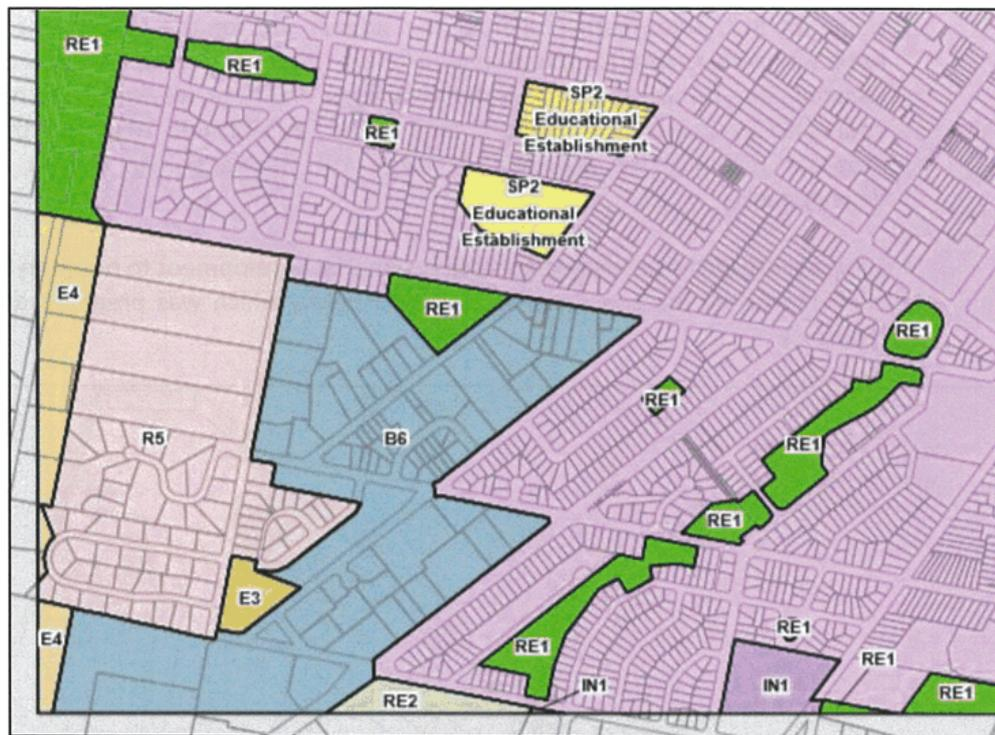 RE1
RE1
SP2
Educational
Establishment
RE1
SP2
Educational
Establishment
E4
RE1
RE1
RE1
R5
B6
RE1
RE1
E3
E4
RE1
RE1
RE1
IN1
IN1
RE1
RE2